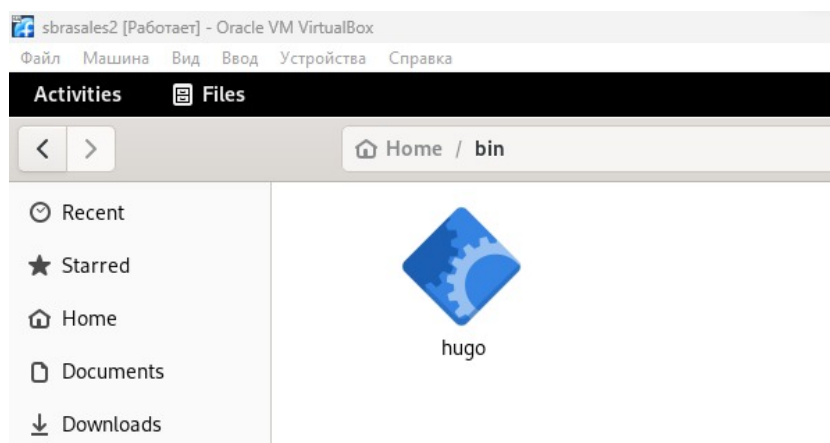 sbrasales2 [Работает] - Oracle VM VirtualBox
Файл Машина Вид Ввод Устройства Справка
Activities Files
Home / bin
Recent
Starred
Home
Documents
Downloads
hugo